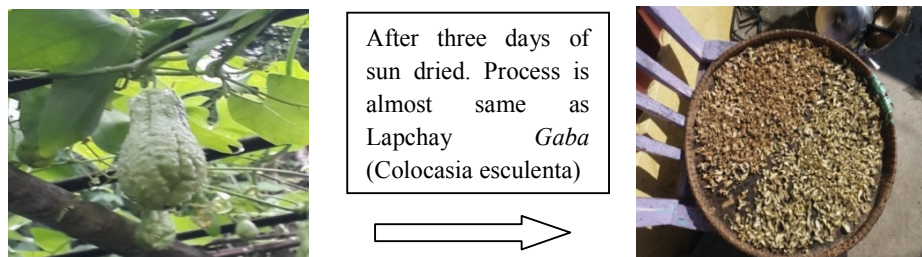 After three days of
sun dried. Process is
almost same as
Lapchay Gaba
(Colocasia esculenta)